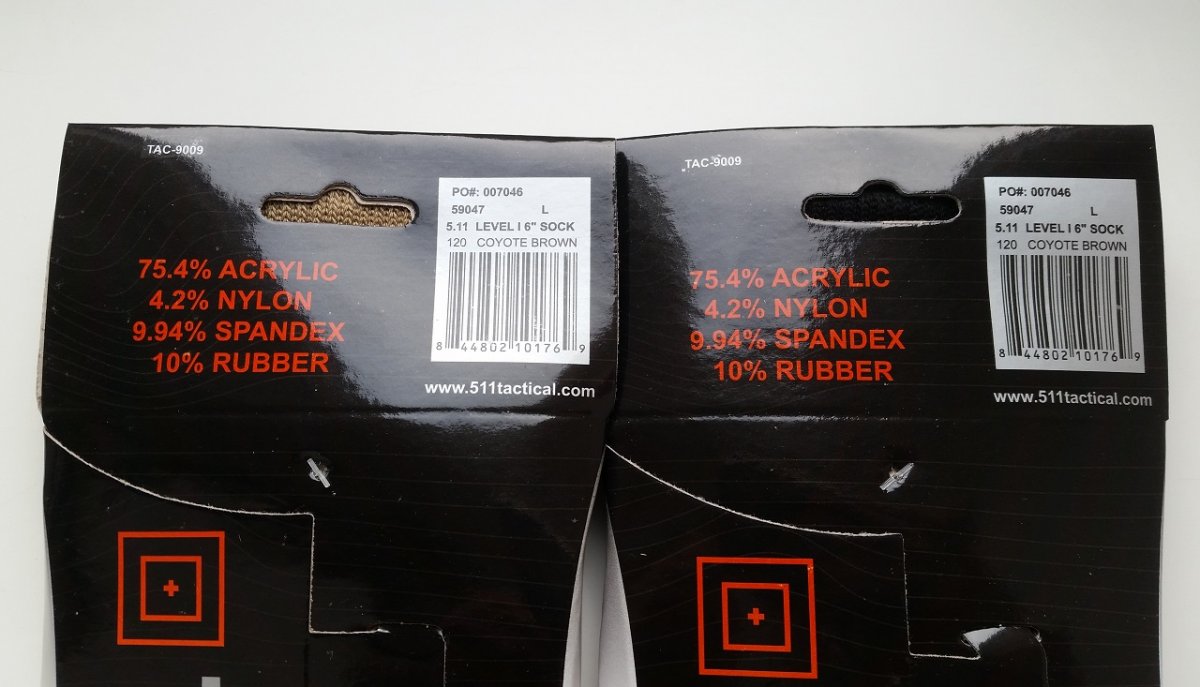 TAC-9009
PO#: 007046
59047 L
5.11 LEVEL I 6" SOCK
120 COYOTE BROWN
8 44802 10176 9
75.4% ACRYLIC
4.2% NYLON
9.94% SPANDEX
10% RUBBER
www.511tactical.com
TAC-9009
PO#: 007046
59047 L
5.11 LEVEL I 6" SOCK
120 COYOTE BROWN
8 44802 10176 9
75.4% ACRYLIC
4.2% NYLON
9.94% SPANDEX
10% RUBBER
www.511tactical.com